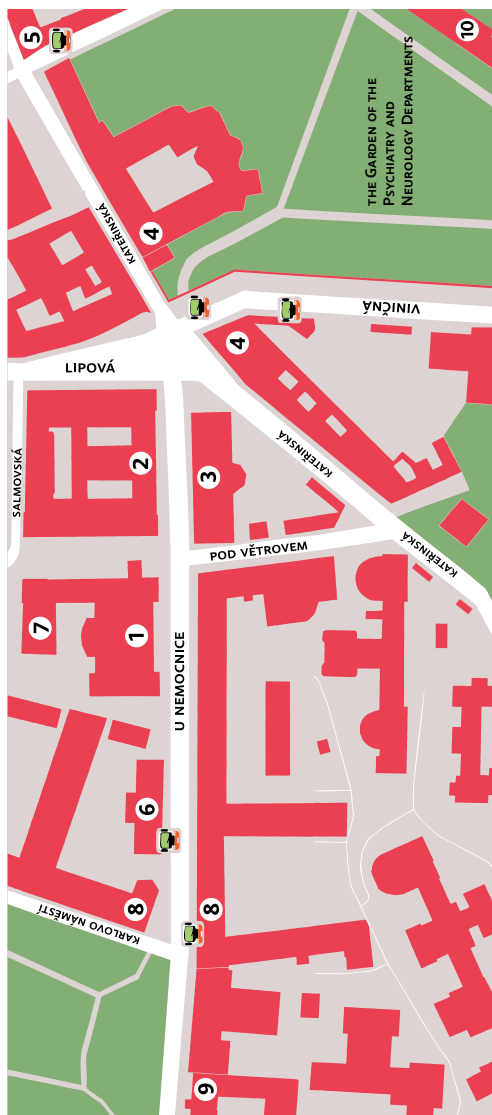 5
10
THE GARDEN OF THE
PSYCHIATRY AND
NEUROLOGY DEPARTMENTS
KATEŘINSKÁ
4
VINIČNÁ
4
LIPOVÁ
SALMOVSKÁ
2
3
KATEŘINSKÁ
KATEŘINSKÁ
POD VĚTROVEM
7
1
U NEMOCNICE
6
8
KARLOVO NÁMĚSTÍ
8
9